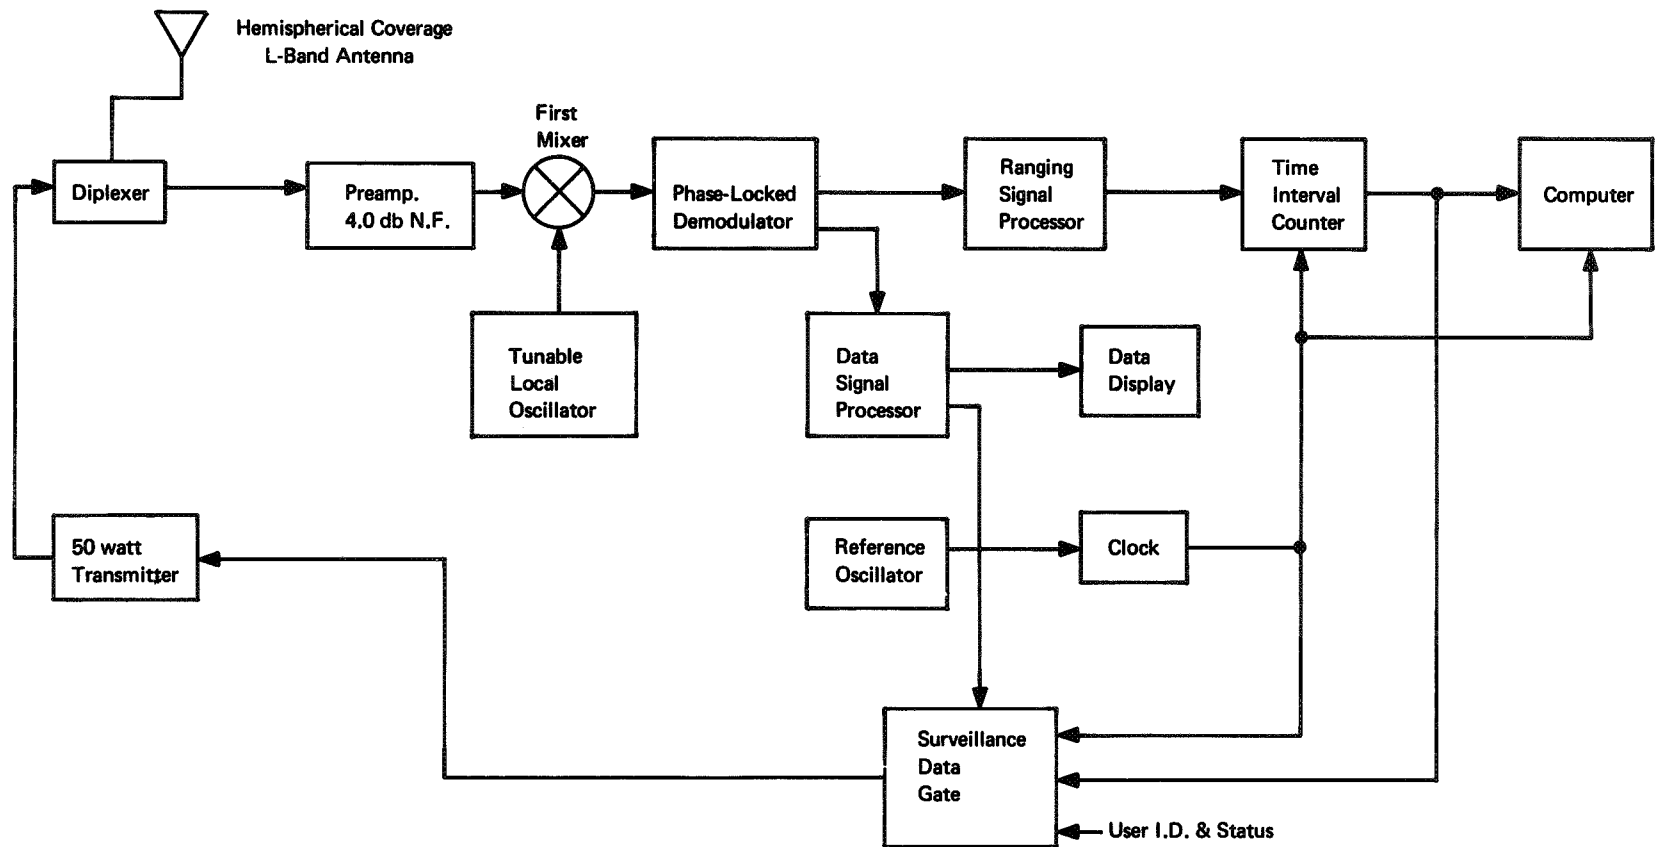 Hemispherical Coverage
L-Band Antenna
First
Mixer
Diplexer
Preamp.
4.0 db N.F.
Phase-Locked
Demodulator
Ranging
Signal
Processor
Time
Interval
Counter
Computer
Tunable
Local
Oscillator
Data
Signal
Processor
Data
Display
50 watt
Transmitter
Reference
Oscillator
Clock
Surveillance
Data
Gate
User I.D. & Status